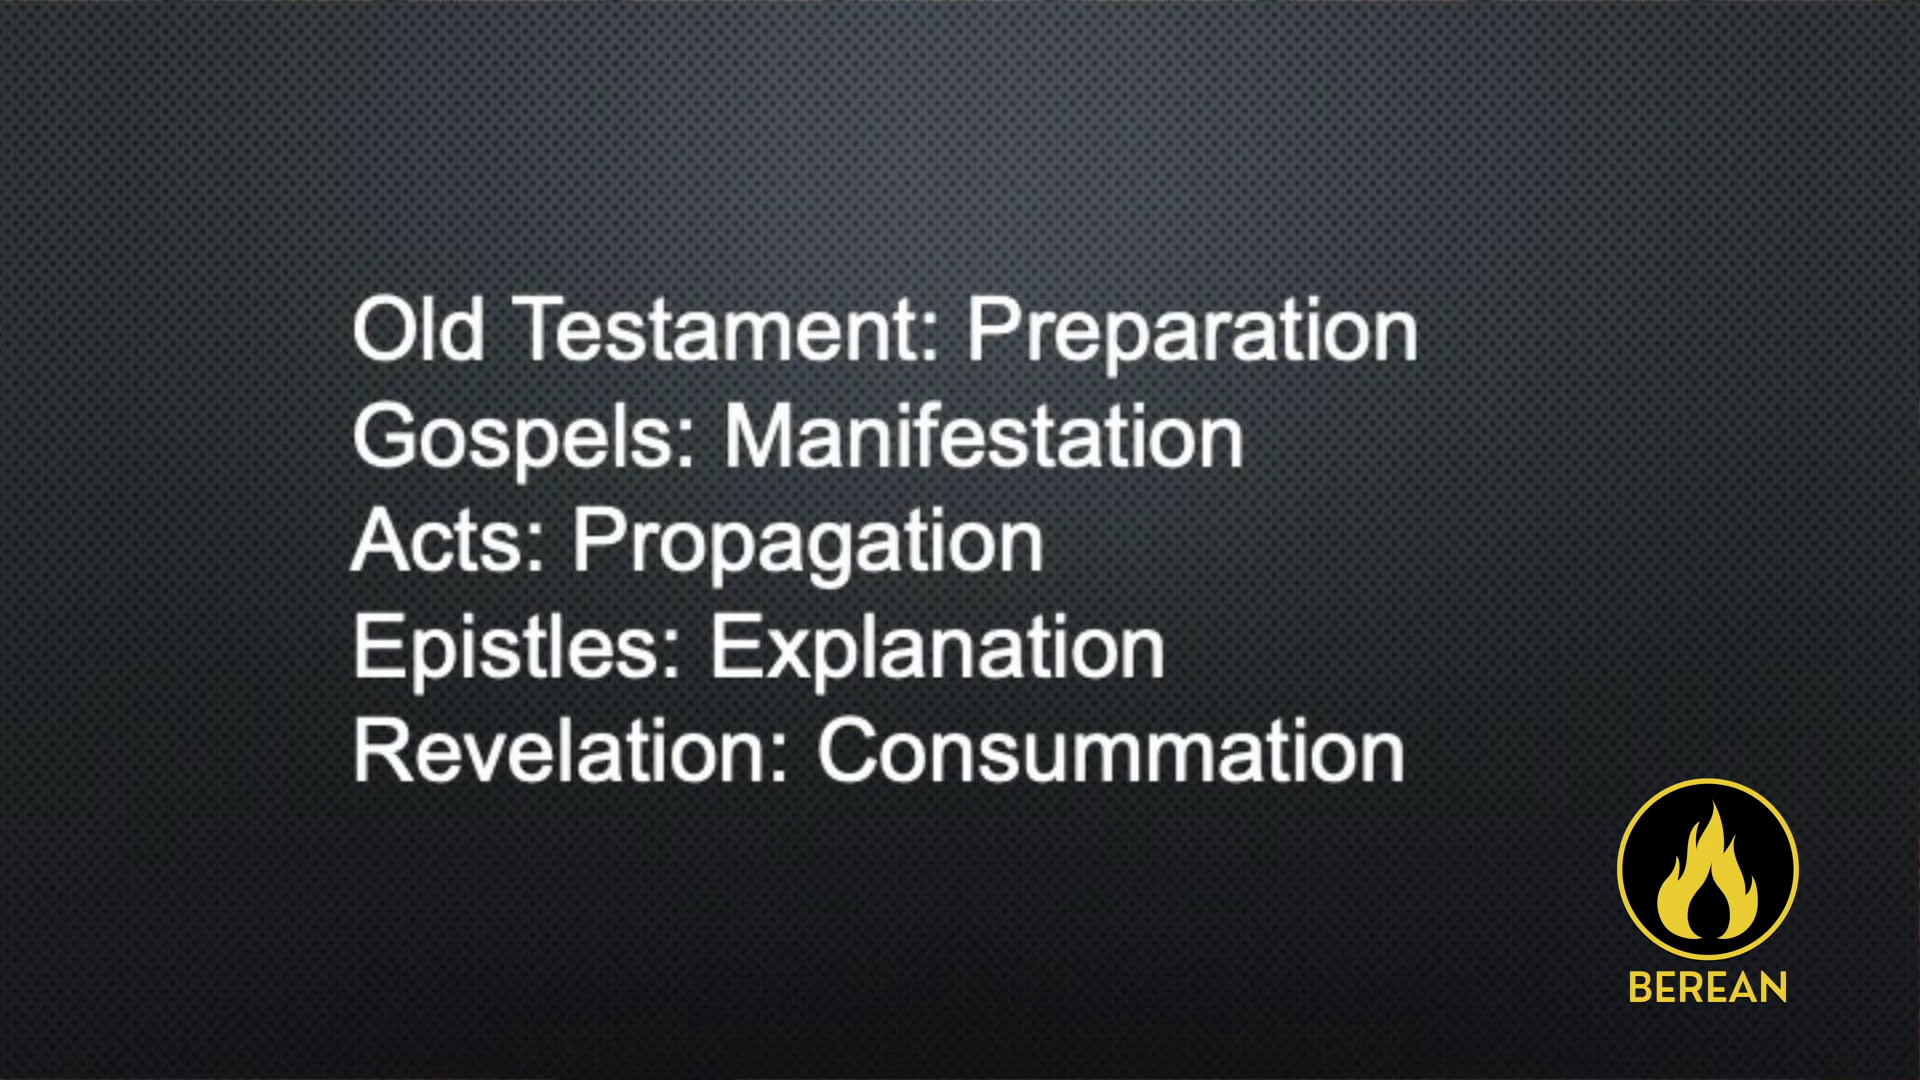 Old Testament: Preparation
Gospels: Manifestation
Acts: Propagation
Epistles: Explanation
Revelation: Consummation
BEREAN